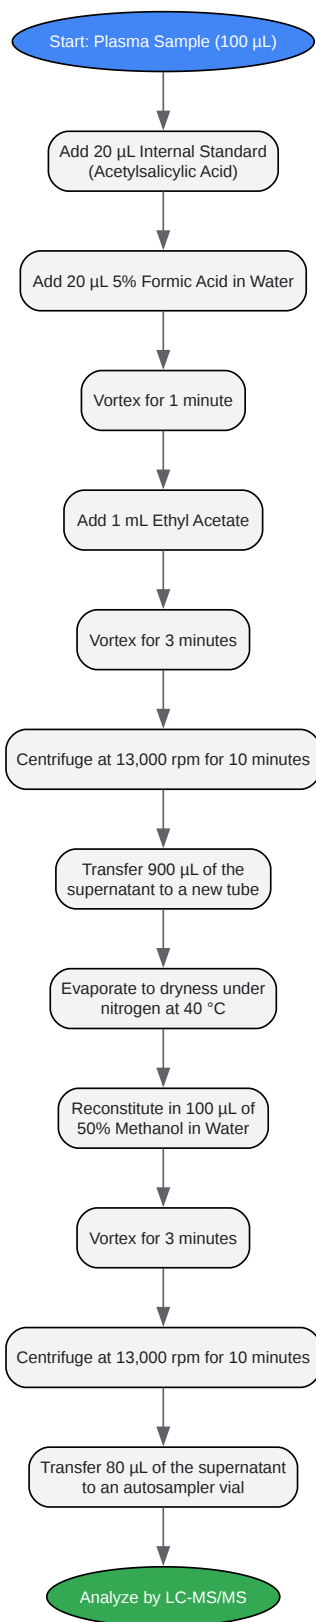 Start: Plasma Sample (100 µL)
Add 20 µL Internal Standard
(Acetylsalicylic Acid)
Add 20 µL 5% Formic Acid in Water
Vortex for 1 minute
Add 1 mL Ethyl Acetate
Vortex for 3 minutes
Centrifuge at 13,000 rpm for 10 minutes
Transfer 900 µL of the
supernatant to a new tube
Evaporate to dryness under
nitrogen at 40 °C
Reconstitute in 100 µL of
50% Methanol in Water
Vortex for 3 minutes
Centrifuge at 13,000 rpm for 10 minutes
Transfer 80 µL of the supernatant
to an autosampler vial
Analyze by LC-MS/MS